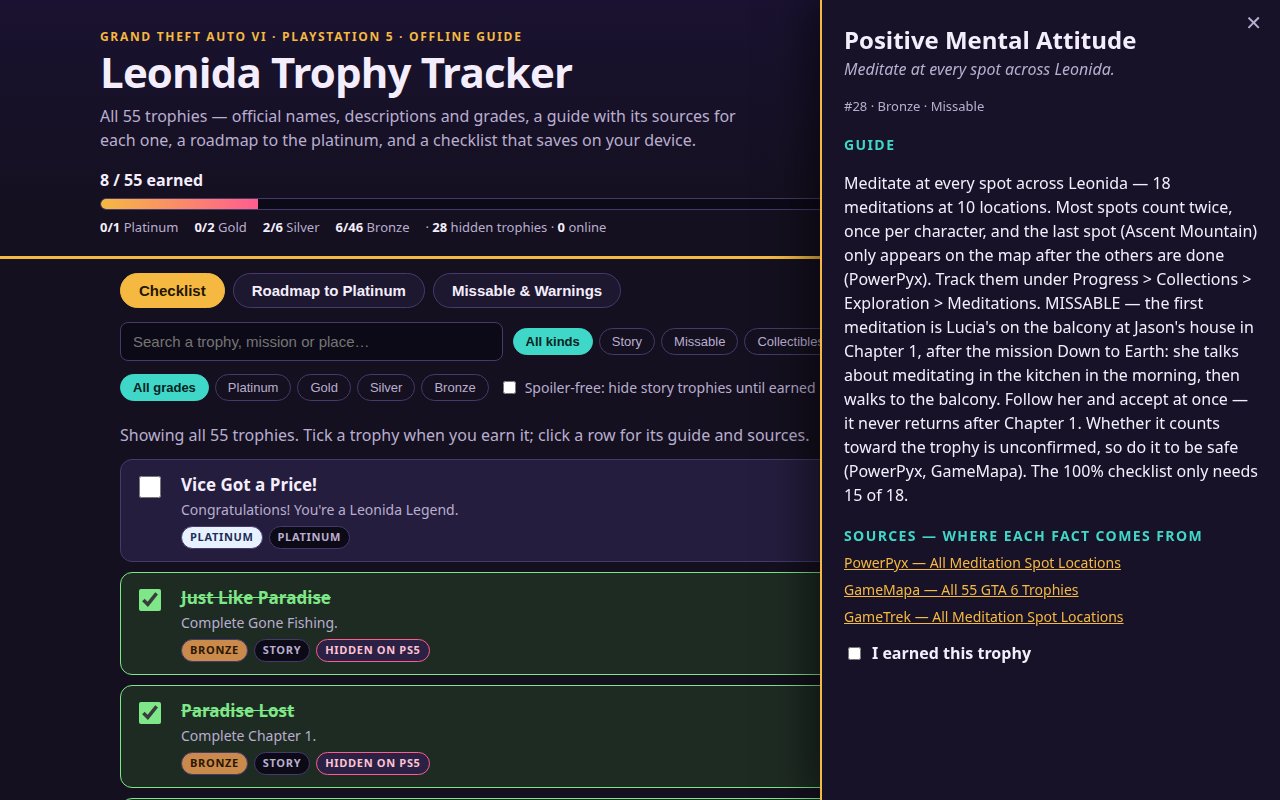 GRAND THEFT AUTO VI · PLAYSTATION 5 · OFFLINE GUIDE
Leonida Trophy Tracker
All 55 trophies — official names, descriptions and grades, a guide with its sources for
each one, a roadmap to the platinum, and a checklist that saves on your device.
8 / 55 earned
0/1 Platinum 0/2 Gold 2/6 Silver 6/46 Bronze · 28 hidden trophies · 0 online
Checklist Roadmap to Platinum Missable & Warnings
Search a trophy, mission or place…
All kinds Story Missable Collectibles
All grades Platinum Gold Silver Bronze Spoiler-free: hide story trophies until earned
Showing all 55 trophies. Tick a trophy when you earn it; click a row for its guide and sources.
Vice Got a Price!
Congratulations! You're a Leonida Legend.
PLATINUM PLATINUM
Just Like Paradise
Complete Gone Fishing.
BRONZE STORY HIDDEN ON PS5
Paradise Lost
Complete Chapter 1.
BRONZE STORY HIDDEN ON PS5
✕
Positive Mental Attitude
Meditate at every spot across Leonida.
#28 · Bronze · Missable
GUIDE
Meditate at every spot across Leonida — 18
meditations at 10 locations. Most spots count twice,
once per character, and the last spot (Ascent Mountain)
only appears on the map after the others are done
(PowerPyx). Track them under Progress > Collections >
Exploration > Meditations. MISSABLE — the first
meditation is Lucia's on the balcony at Jason's house in
Chapter 1, after the mission Down to Earth: she talks
about meditating in the kitchen in the morning, then
walks to the balcony. Follow her and accept at once —
it never returns after Chapter 1. Whether it counts
toward the trophy is unconfirmed, so do it to be safe
(PowerPyx, GameMapa). The 100% checklist only needs
15 of 18.
SOURCES — WHERE EACH FACT COMES FROM
PowerPyx — All Meditation Spot Locations
GameMapa — All 55 GTA 6 Trophies
GameTrek — All Meditation Spot Locations
I earned this trophy